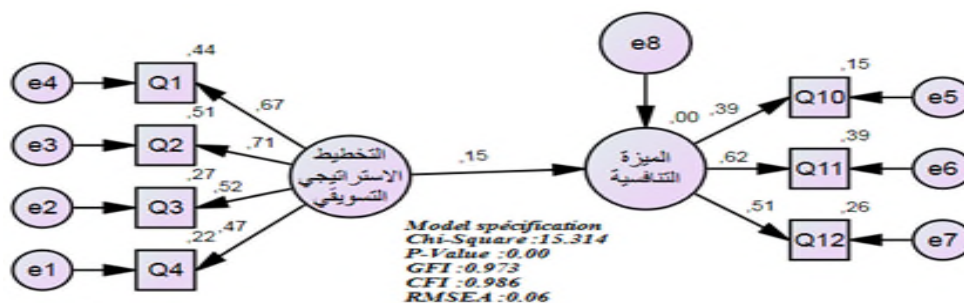 e8
,44
e4
Q1
,67
,51
e3
Q2
,71
,27
e2
Q3
,52
,22
e1
Q4
,47
التخطيط
الاستراتيجي
التسويقي
,15
,00
الميزة
التنافسية
,39
,15
Q10
e5
,62
,39
Q11
e6
,51
,26
Q12
e7
Model spécification
Chi-Square :15.314
P-Value :0.00
GFI :0.973
CFI :0.986
RMSEA :0.06